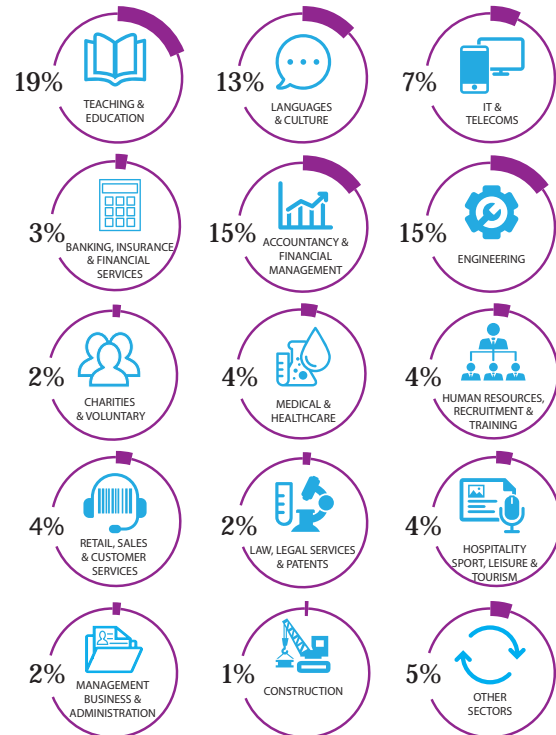 19%
TEACHING &
EDUCATION
13%
LANGUAGES
& CULTURE
7%
IT &
TELECOMS
3%
BANKING, INSURANCE
& FINANCIAL
SERVICES
15%
ACCOUNTANCY &
FINANCIAL
MANAGEMENT
15%
ENGINEERING
2%
CHARITIES
& VOLUNTARY
4%
MEDICAL &
HEALTHCARE
4%
HUMAN RESOURCES,
RECRUITMENT &
TRAINING
4%
RETAIL, SALES
& CUSTOMER
SERVICES
2%
LAW, LEGAL SERVICES
& PATENTS
4%
HOSPITALITY
SPORT, LEISURE &
TOURISM
2%
MANAGEMENT
BUSINESS &
ADMINISTRATION
1%
CONSTRUCTION
5%
OTHER
SECTORS